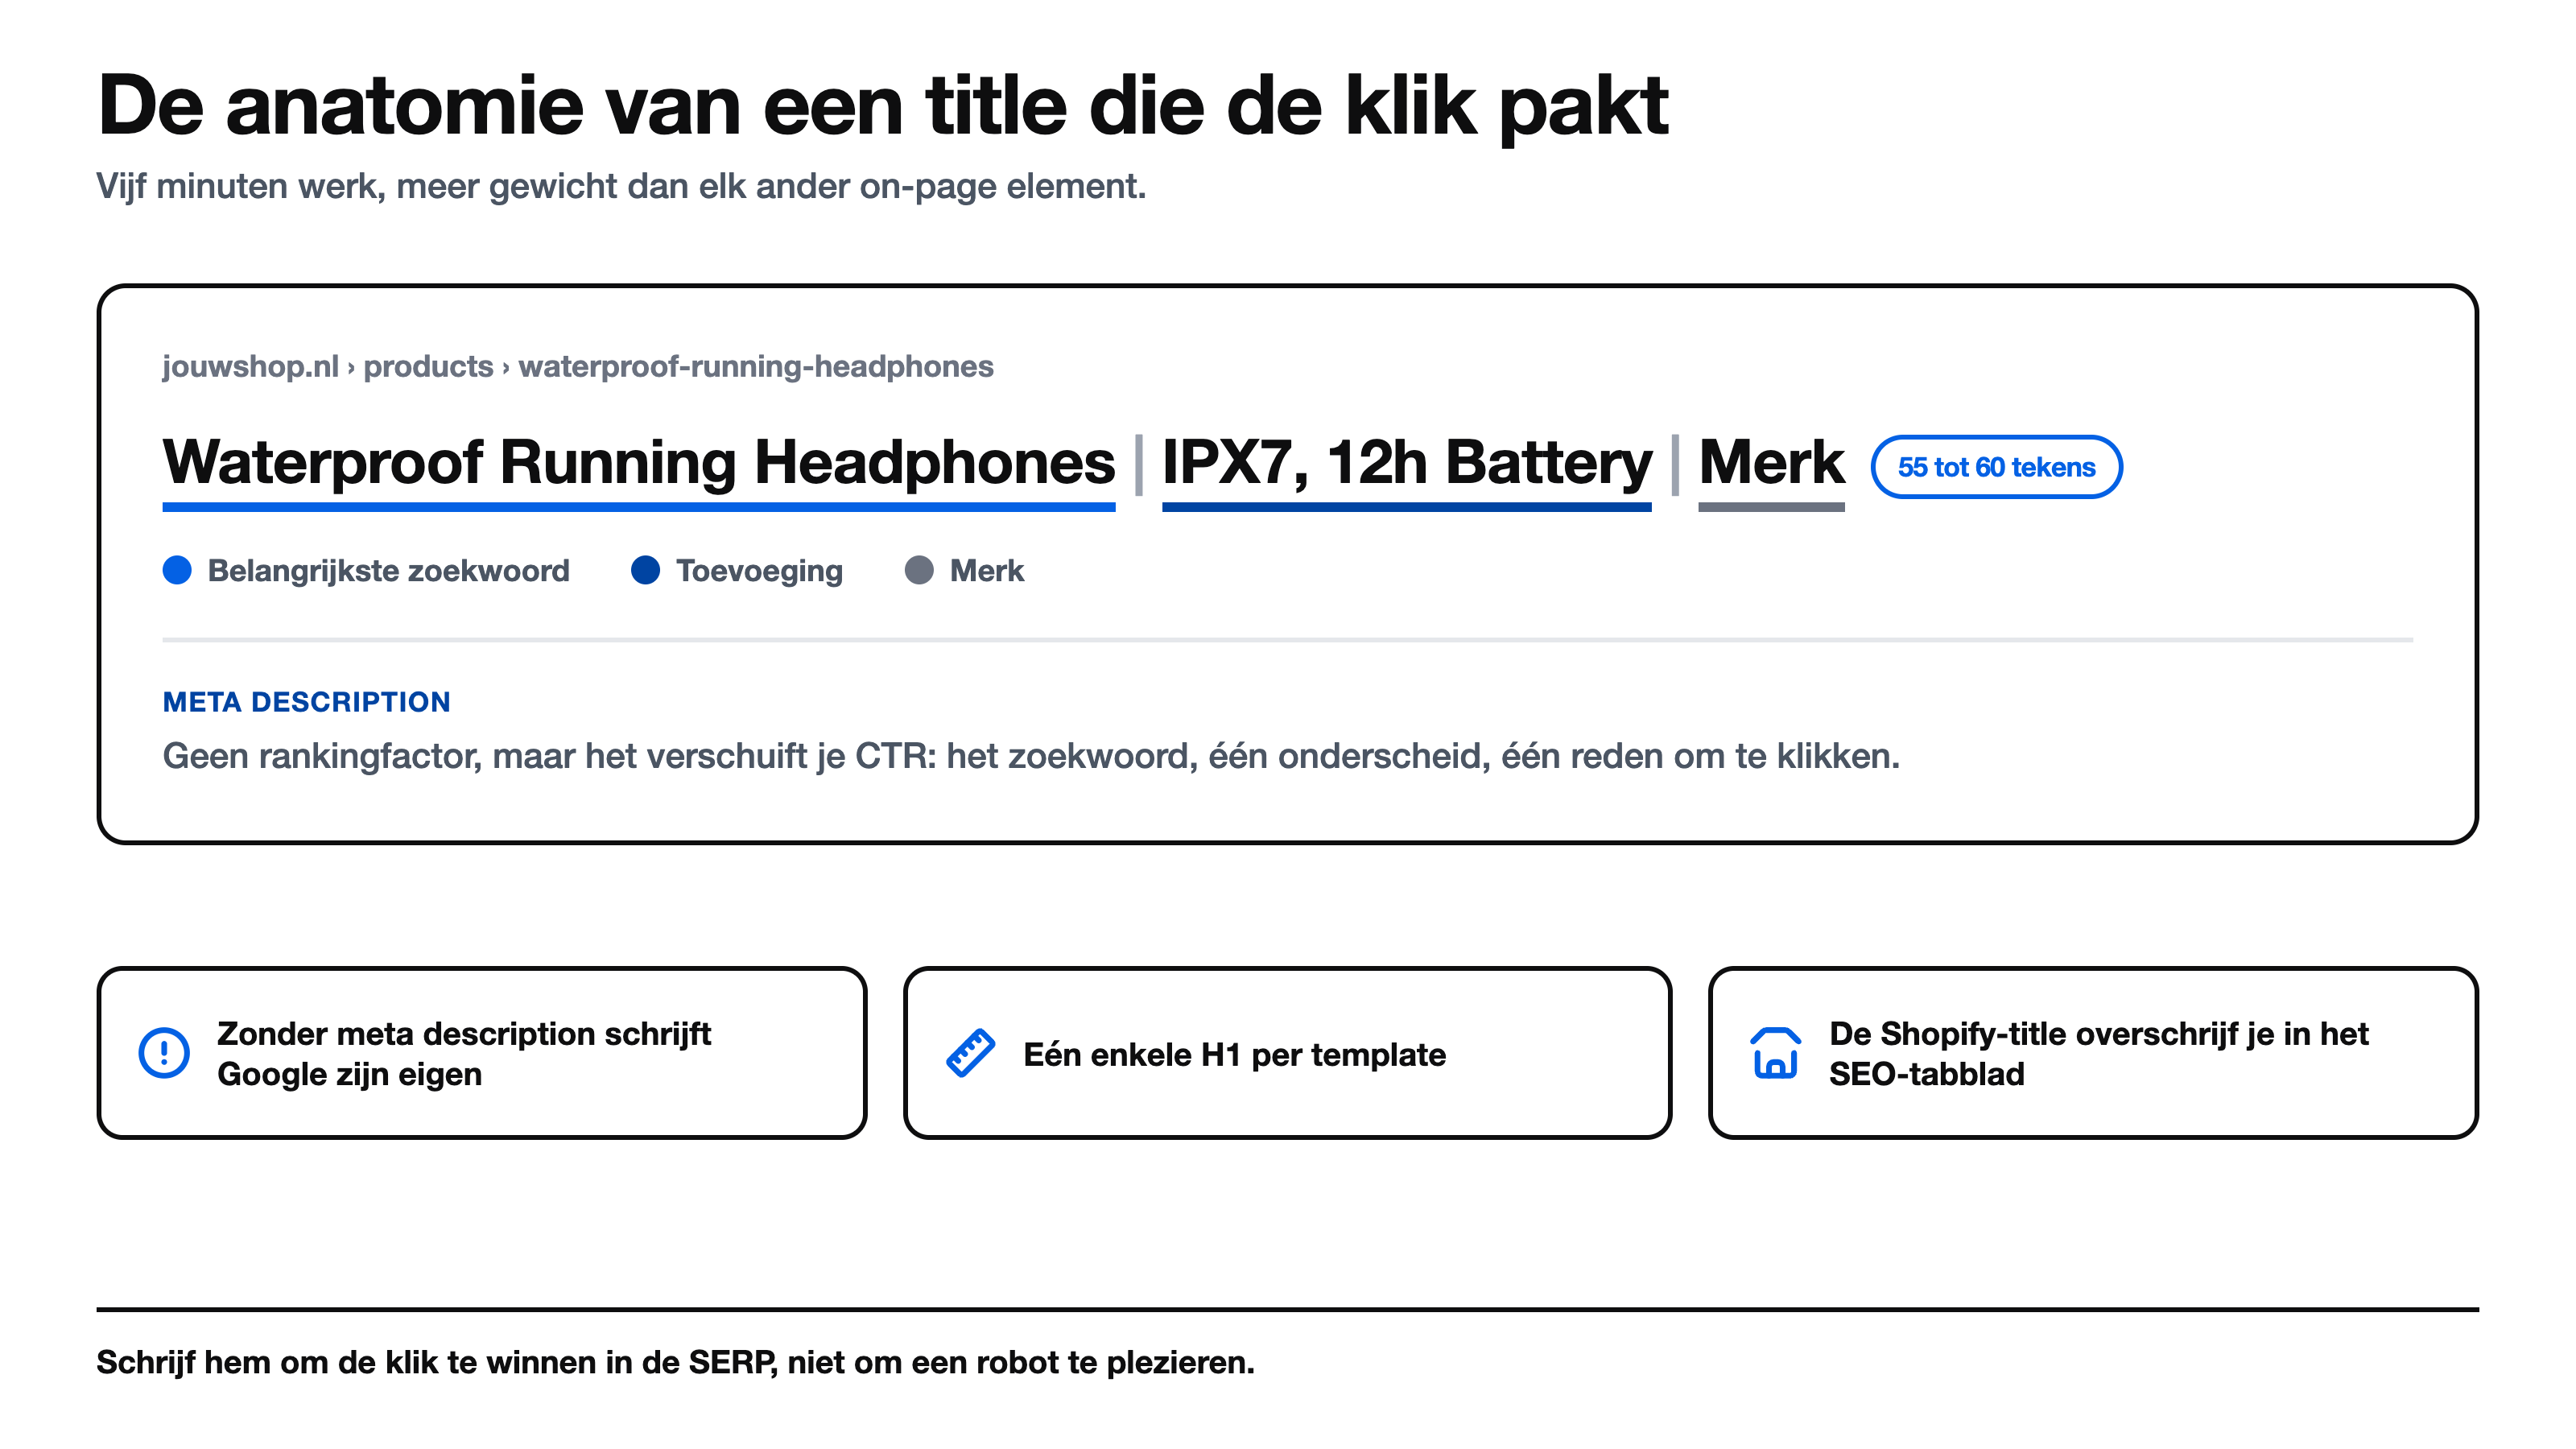 De anatomie van een title die de klik pakt
Vijf minuten werk, meer gewicht dan elk ander on-page element.
jouwshop.nl › products › waterproof-running-headphones
Waterproof Running Headphones | IPX7, 12h Battery | Merk 55 tot 60 tekens
Belangrijkste zoekwoord Toevoeging Merk
META DESCRIPTION
Geen rankingfactor, maar het verschuift je CTR: het zoekwoord, één onderscheid, één reden om te klikken.
Zonder meta description schrijft
Google zijn eigen
Eén enkele H1 per template
De Shopify-title overschrijf je in het
SEO-tabblad
Schrijf hem om de klik te winnen in de SERP, niet om een robot te plezieren.